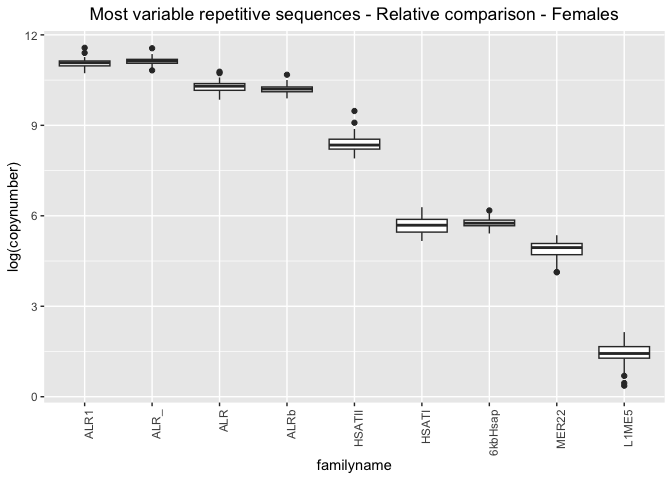 Most variable repetitive sequences - Relative comparison - Females
log(copynumber)
12
9
6
3
0
ALR1
ALR_
ALR
ALRb
HSATII
HSATI
6kbHsap
MER22
L1ME5
familyname